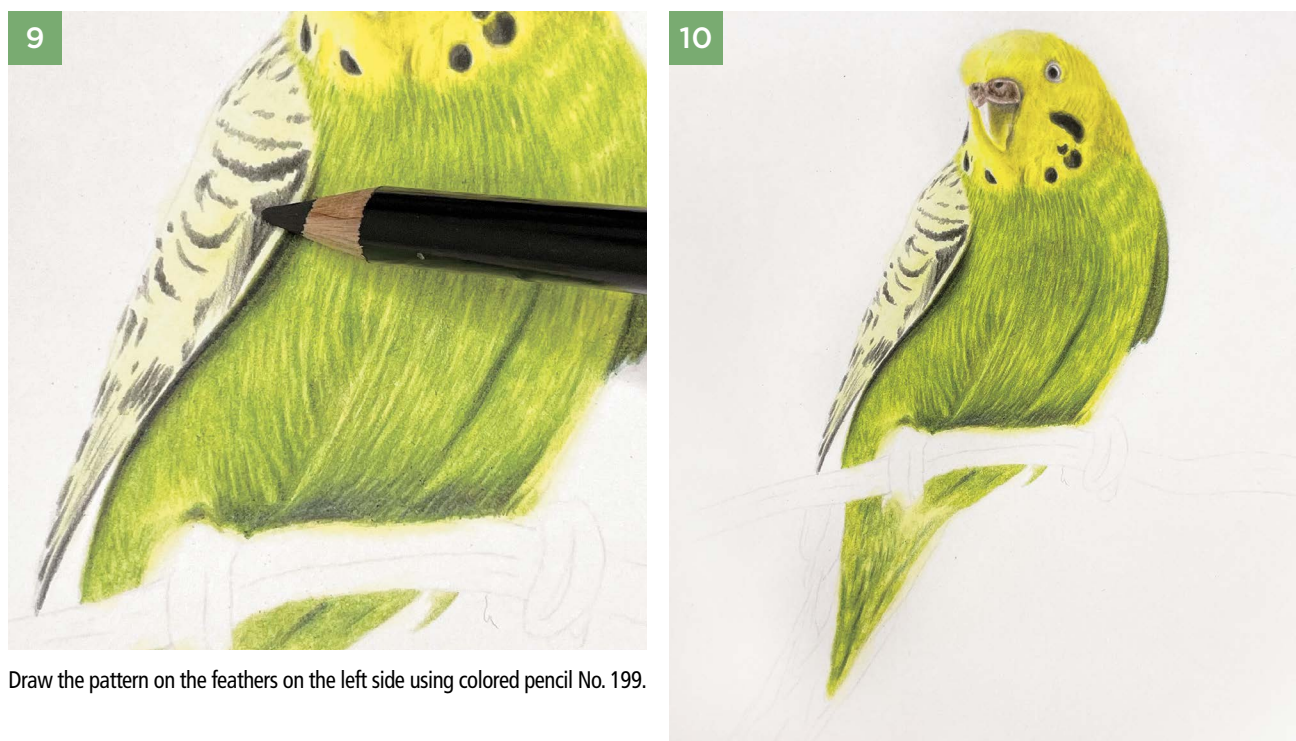 9
10
Draw the pattern on the feathers on the left side using colored pencil No. 199.